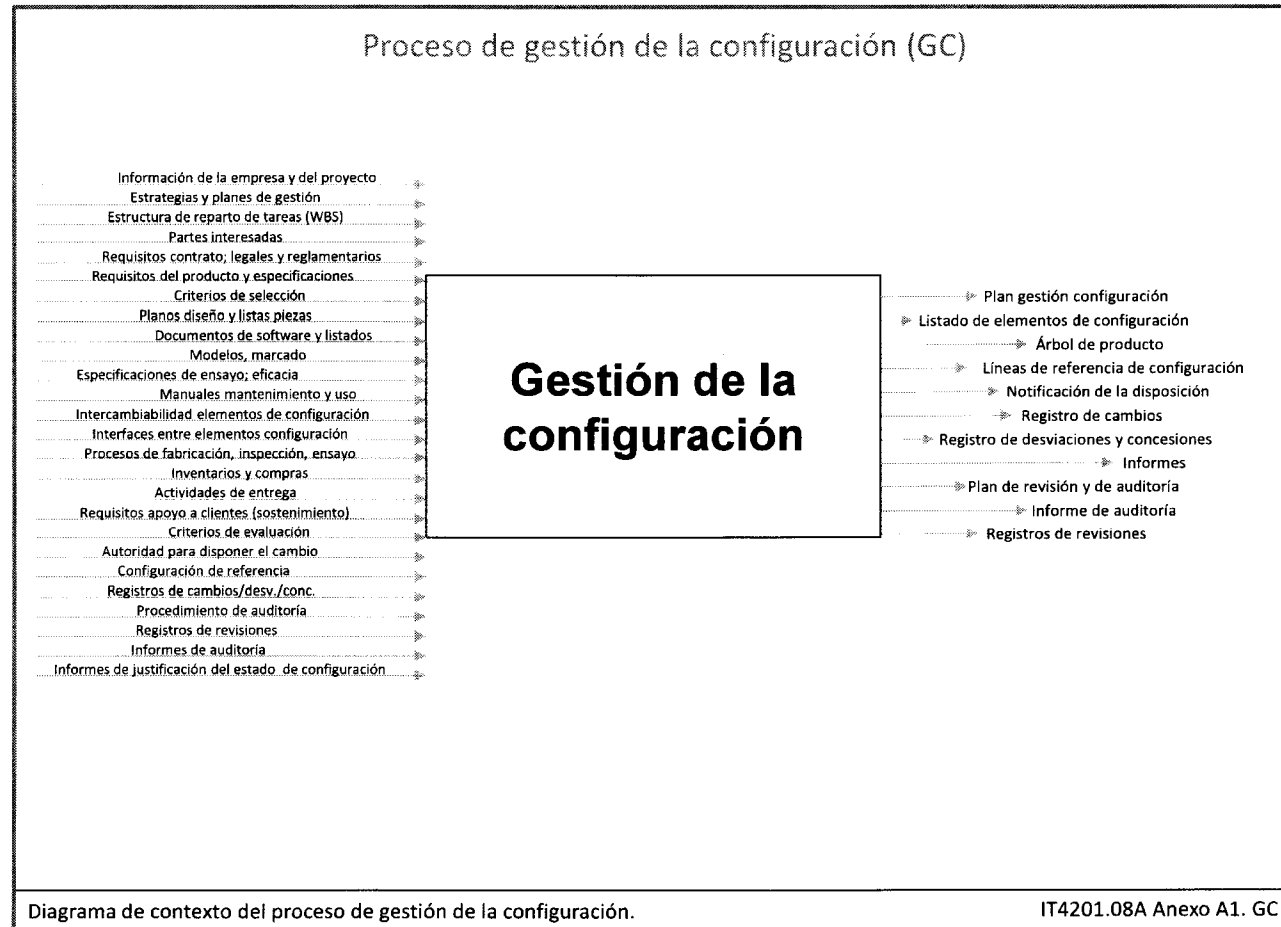 Proceso de gestión de la configuración (GC)
Información de la empresa y del proyecto
Estrategias y planes de gestión
Estructura de reparto de tareas (WBS)
Partes interesadas
Requisitos contrato; legales y reglamentarios
Requisitos del producto y especificaciones
Criterios de selección
Planos diseño y listas piezas
Documentos de software y listados
Modelos, marcado
Especificaciones de ensayo; eficacia
Manuales mantenimiento y uso
Intercambiabilidad elementos de configuración
Interfaces entre elementos configuración
Procesos de fabricación, inspección, ensayo
Inventarios y compras
Actividades de entrega
Requisitos apoyo a clientes (sostenimiento)
Criterios de evaluación
Autoridad para disponer el cambio
Configuración de referencia
Registros de cambios/desv./conc.
Procedimiento de auditoría
Registros de revisiones
Informes de auditoría
Informes de justificación del estado de configuración
Gestión de la
configuración
Plan gestión configuración
Listado de elementos de configuración
Árbol de producto
Líneas de referencia de configuración
Notificación de la disposición
Registro de cambios
Registro de desviaciones y concesiones
Informes
Plan de revisión y de auditoría
Informe de auditoría
Registros de revisiones
Diagrama de contexto del proceso de gestión de la configuración.
IT4201.08A Anexo A1. GC